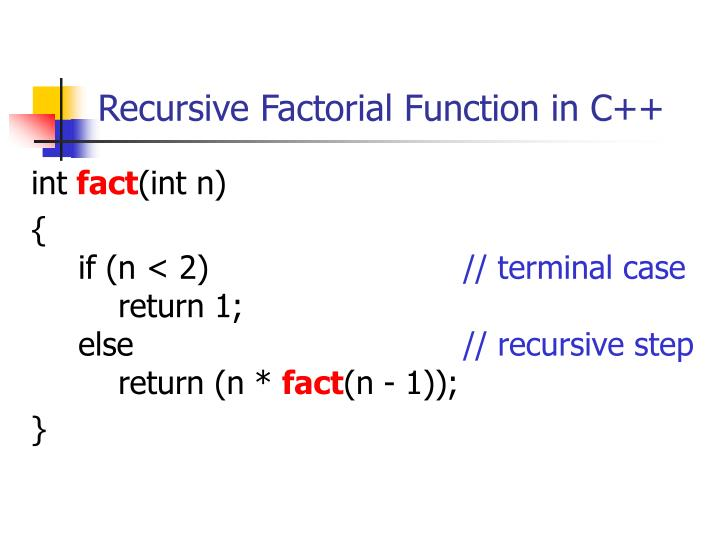 Recursive Factorial Function in C++
int fact(int n)
{
if (n < 2) // terminal case
return 1;
else // recursive step
return (n * fact(n - 1));
}